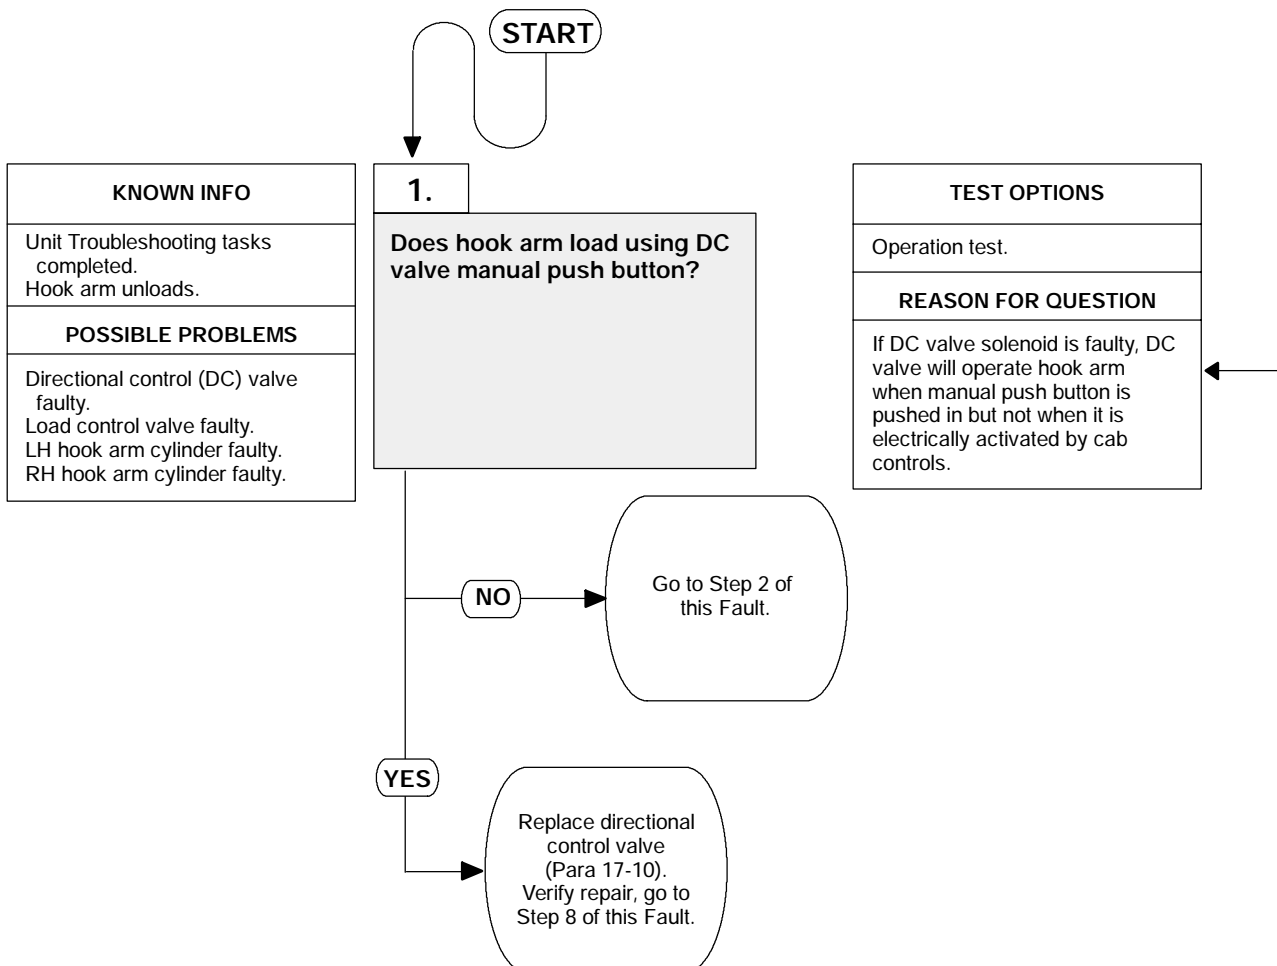 START
KNOWN INFO
Unit Troubleshooting tasks
completed.
Hook arm unloads.
POSSIBLE PROBLEMS
Directional control (DC) valve
faulty.
Load control valve faulty.
LH hook arm cylinder faulty.
RH hook arm cylinder faulty.
1.
Does hook arm load using DC
valve manual push button?
TEST OPTIONS
Operation test.
REASON FOR QUESTION
If DC valve solenoid is faulty, DC
valve will operate hook arm
when manual push button is
pushed in but not when it is
electrically activated by cab
controls.
NO
Go to Step 2 of
this Fault.
YES
Replace directional
control valve
(Para 17-10).
Verify repair, go to
Step 8 of this Fault.